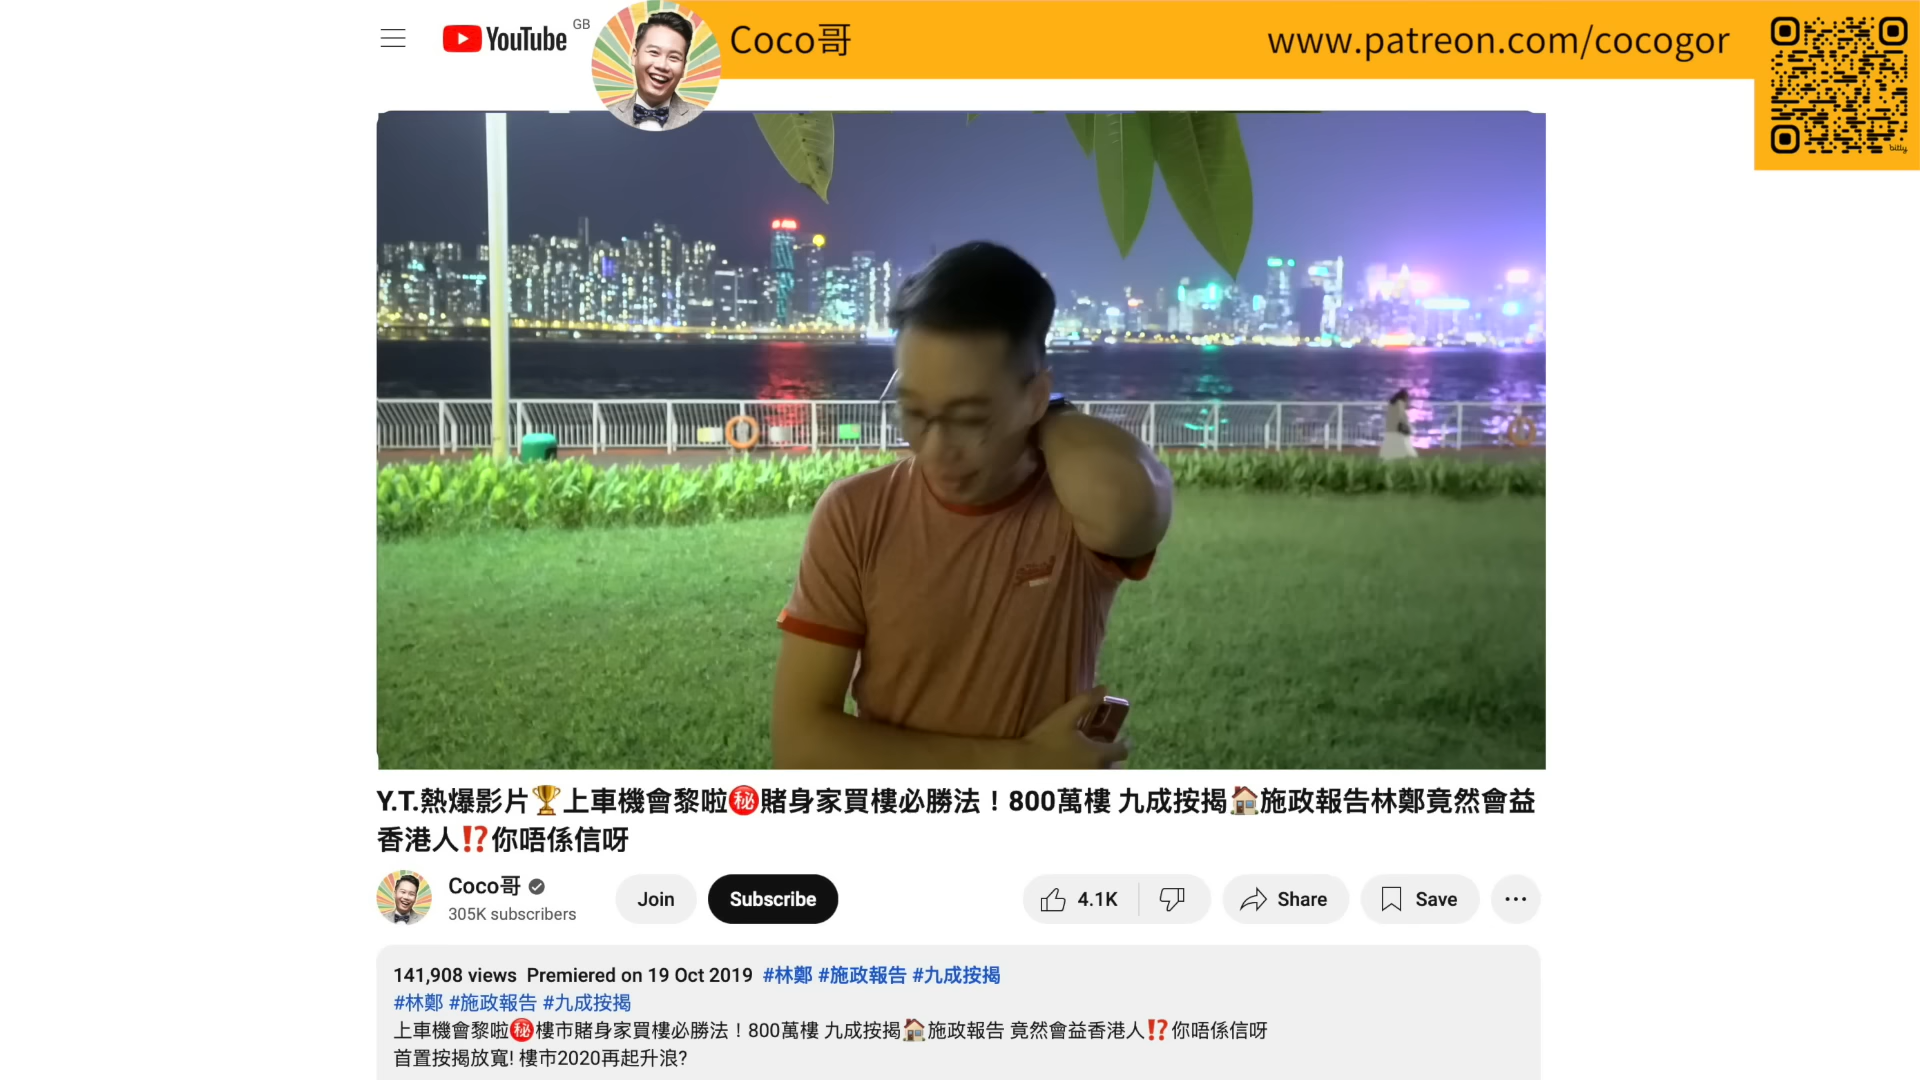 YouTube GB
Coco哥
www.patreon.com/cocogor
bitly
Y.T.熱爆影片🏆上車機會黎啦㊙賭身家買樓必勝法！800萬樓 九成按揭🏠施政報告林鄭竟然會益
香港人⁉️你唔係信呀
Coco哥
305K subscribers
Join
Subscribe
4.1K
Share
Save
141,908 views Premiered on 19 Oct 2019 #林鄭 #施政報告 #九成按揭
#林鄭 #施政報告 #九成按揭
上車機會黎啦㊙樓市賭身家買樓必勝法！800萬樓 九成按揭🏠施政報告 竟然會益香港人⁉️你唔係信呀
首置按揭放寬! 樓市2020再起升浪?